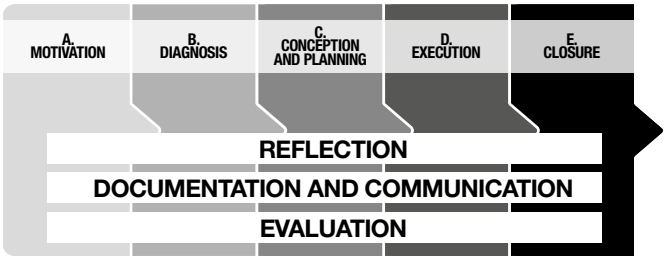 A.
MOTIVATION
B.
DIAGNOSIS
C.
CONCEPTION
AND PLANNING
D.
EXECUTION
E.
CLOSURE
REFLECTION
DOCUMENTATION AND COMMUNICATION
EVALUATION